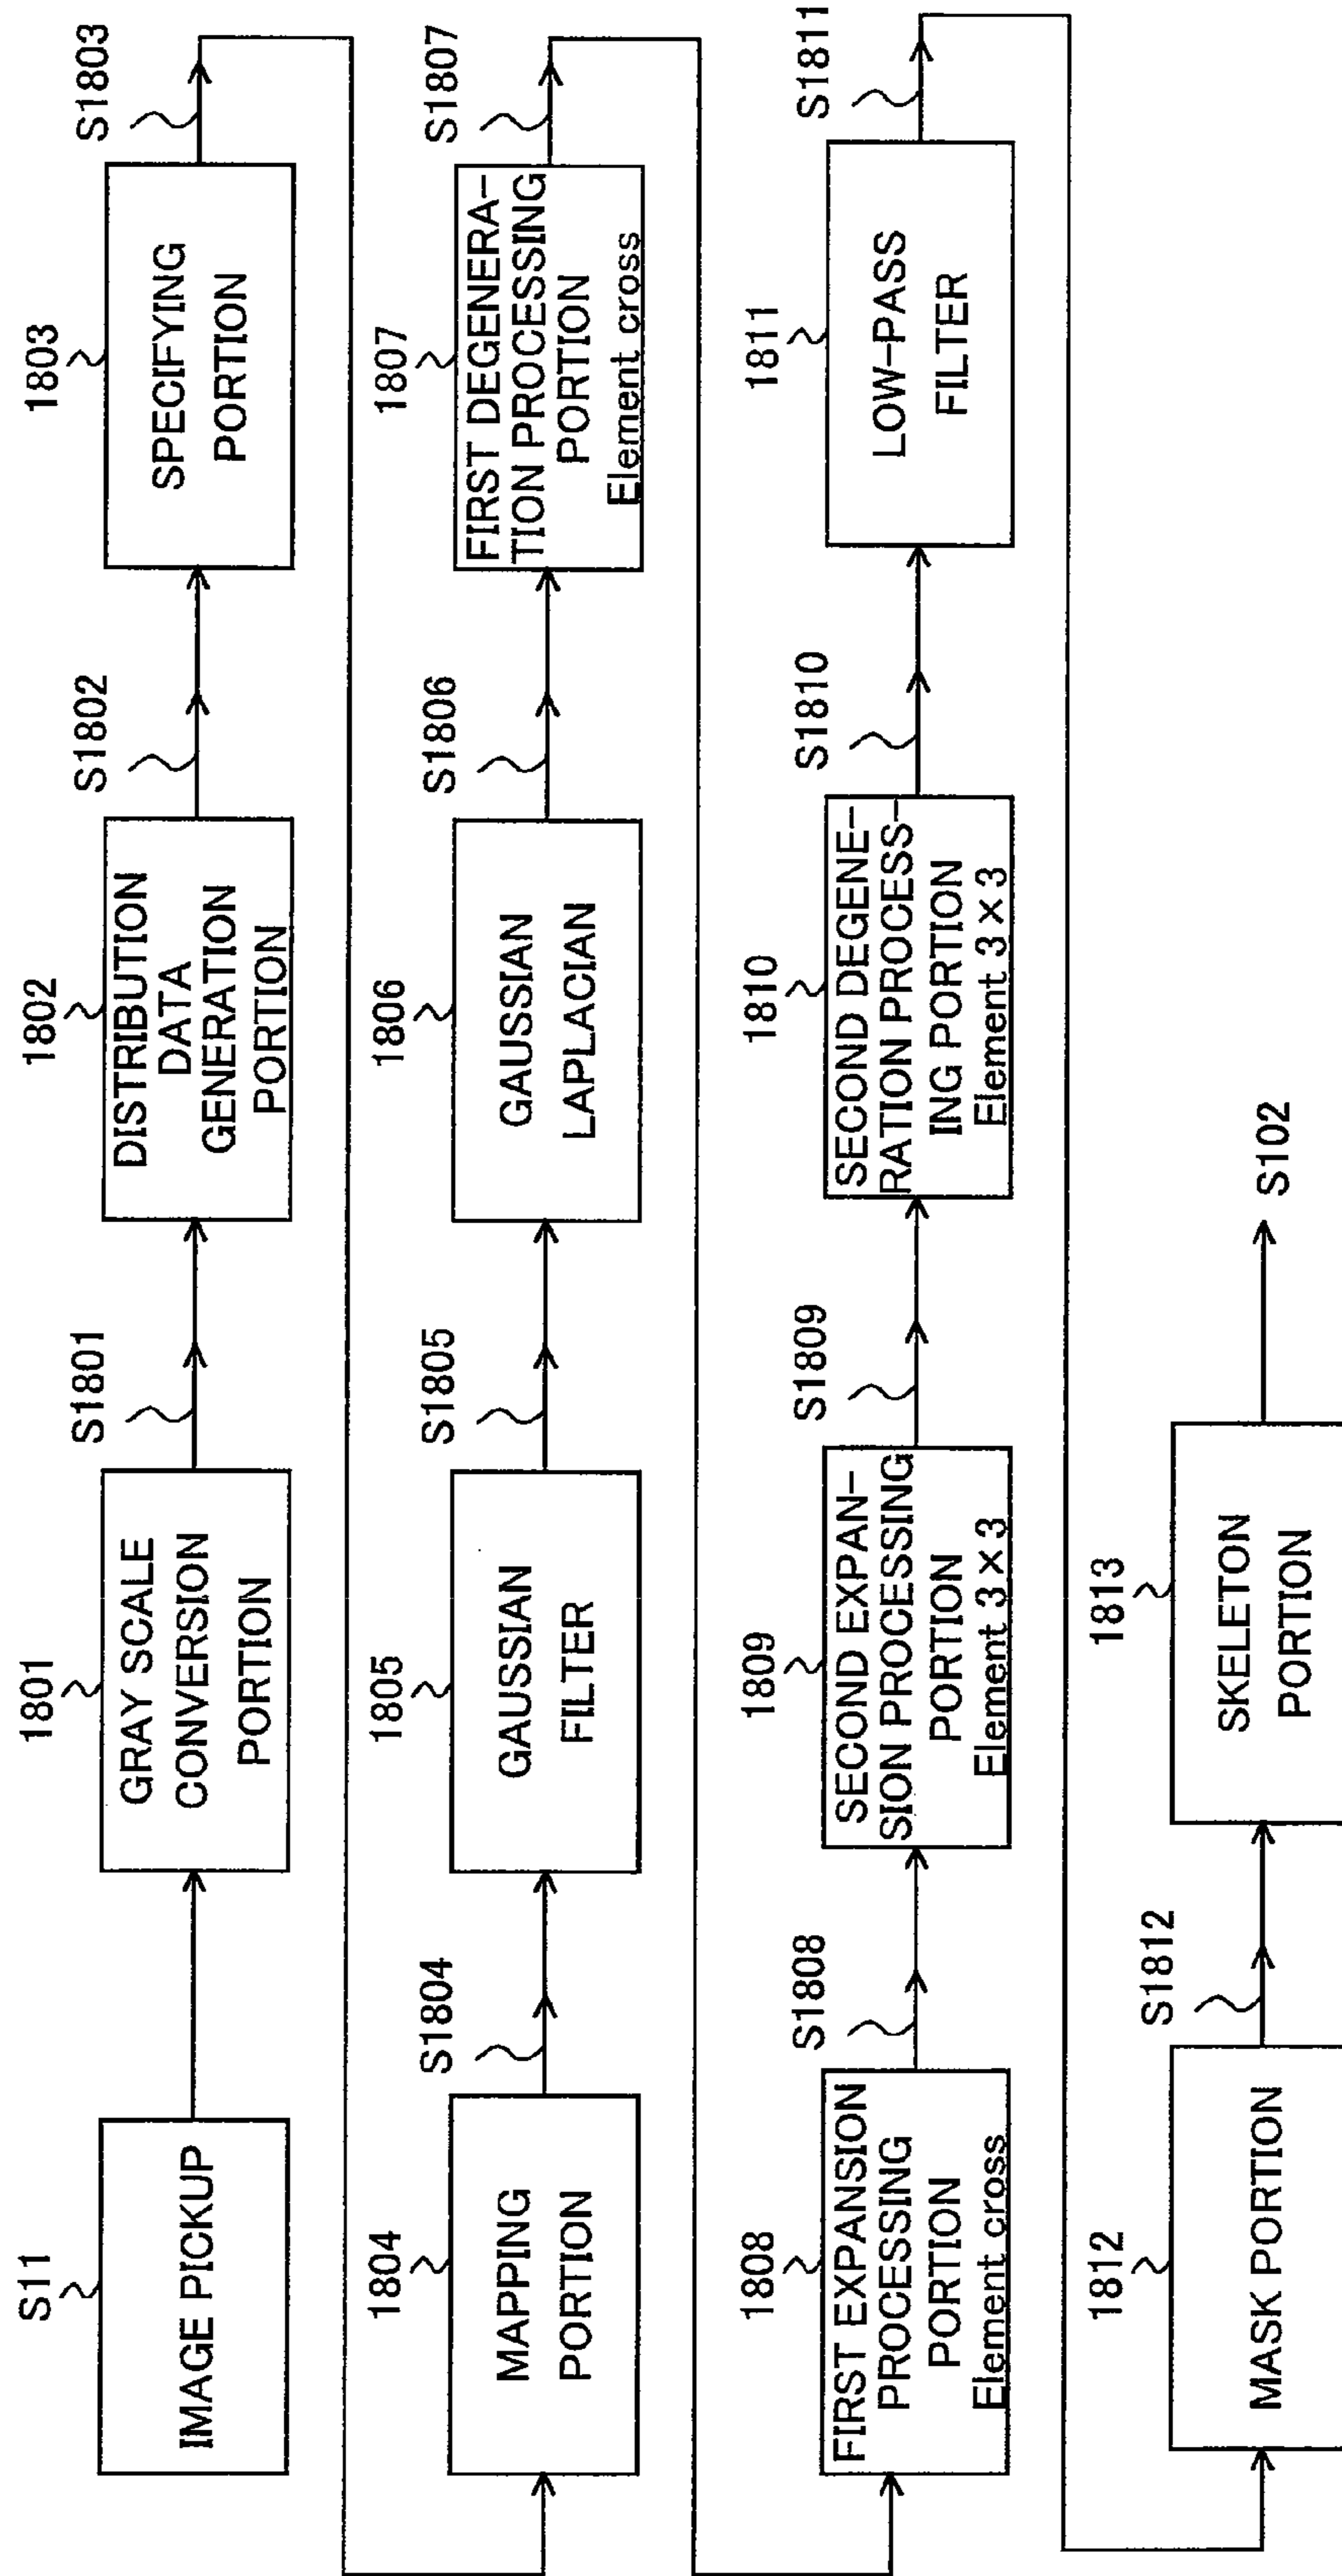 S11
IMAGE PICKUP
1801
GRAY SCALE
CONVERSION
PORTION
S1801
1802
DISTRIBUTION
DATA
GENERATION
PORTION
S1802
1803
SPECIFYING
PORTION
S1803
1804
MAPPING
PORTION
S1804
1805
GAUSSIAN
FILTER
S1805
1806
GAUSSIAN
LAPLACIAN
S1806
1807
FIRST DEGENERA-
TION PROCESSING
PORTION
Element cross
S1807
1808
FIRST EXPANSION
PROCESSING
PORTION
Element cross
S1808
1809
SECOND EXPAN-
SION PROCESSING
PORTION
Element 3×3
S1809
1810
SECOND DEGENE-
RATION PROCESS-
ING PORTION
Element 3×3
S1810
1811
LOW-PASS
FILTER
S1811
1812
MASK PORTION
S1812
1813
SKELETON
PORTION
S102